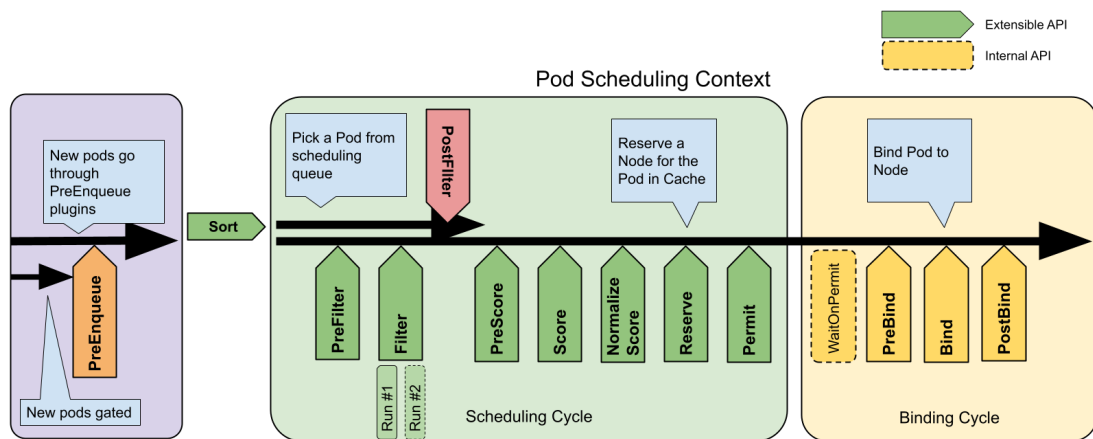 Extensible API
Internal API
Pod Scheduling Context
New pods go
through
PreEnqueue
plugins
PreEnqueue
New pods gated
Sort
Pick a Pod from
scheduling
queue
PostFIlter
Reserve a
Node for the
Pod in Cache
PreFilter
Filter
Run #1
Run #2
PreScore
Score
Normalize
Score
Reserve
Permit
Scheduling Cycle
Bind Pod to
Node
WaitOnPermit
PreBind
Bind
PostBind
Binding Cycle